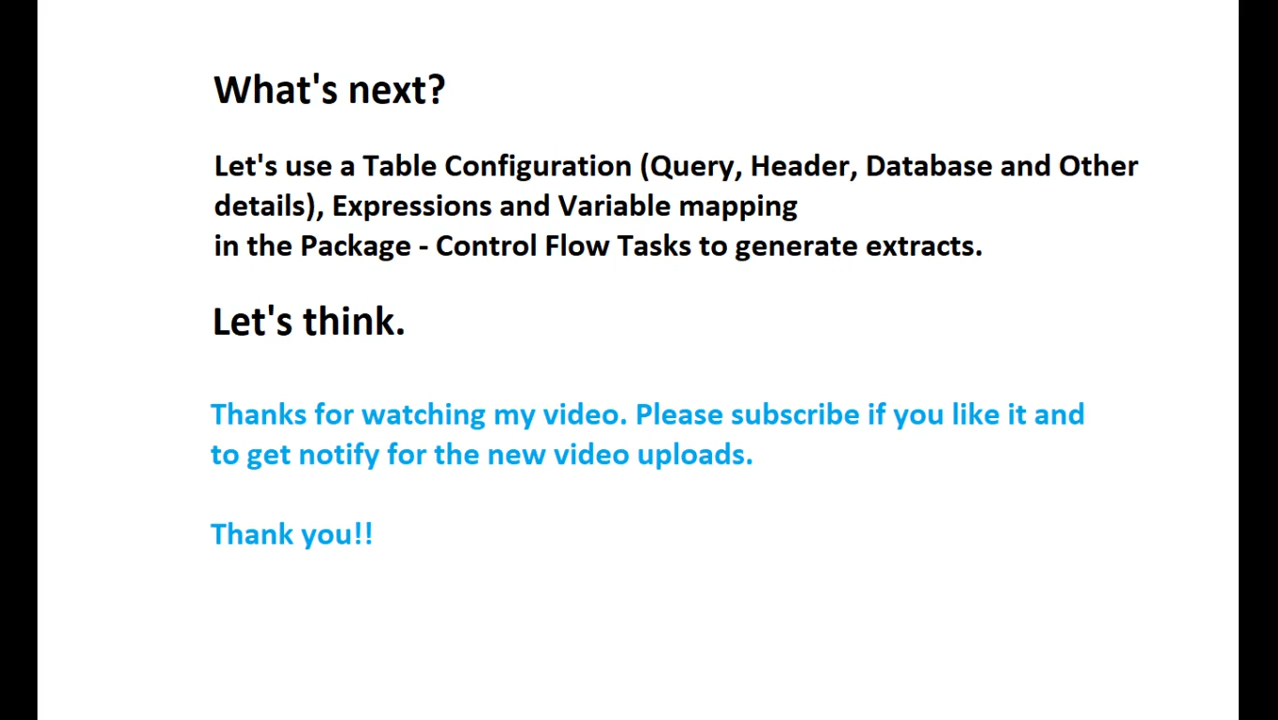 What's next?
Let's use a Table Configuration (Query, Header, Database and Other
details), Expressions and Variable mapping
in the Package - Control Flow Tasks to generate extracts.
Let's think.
Thanks for watching my video. Please subscribe if you like it and
to get notify for the new video uploads.
Thank you!!